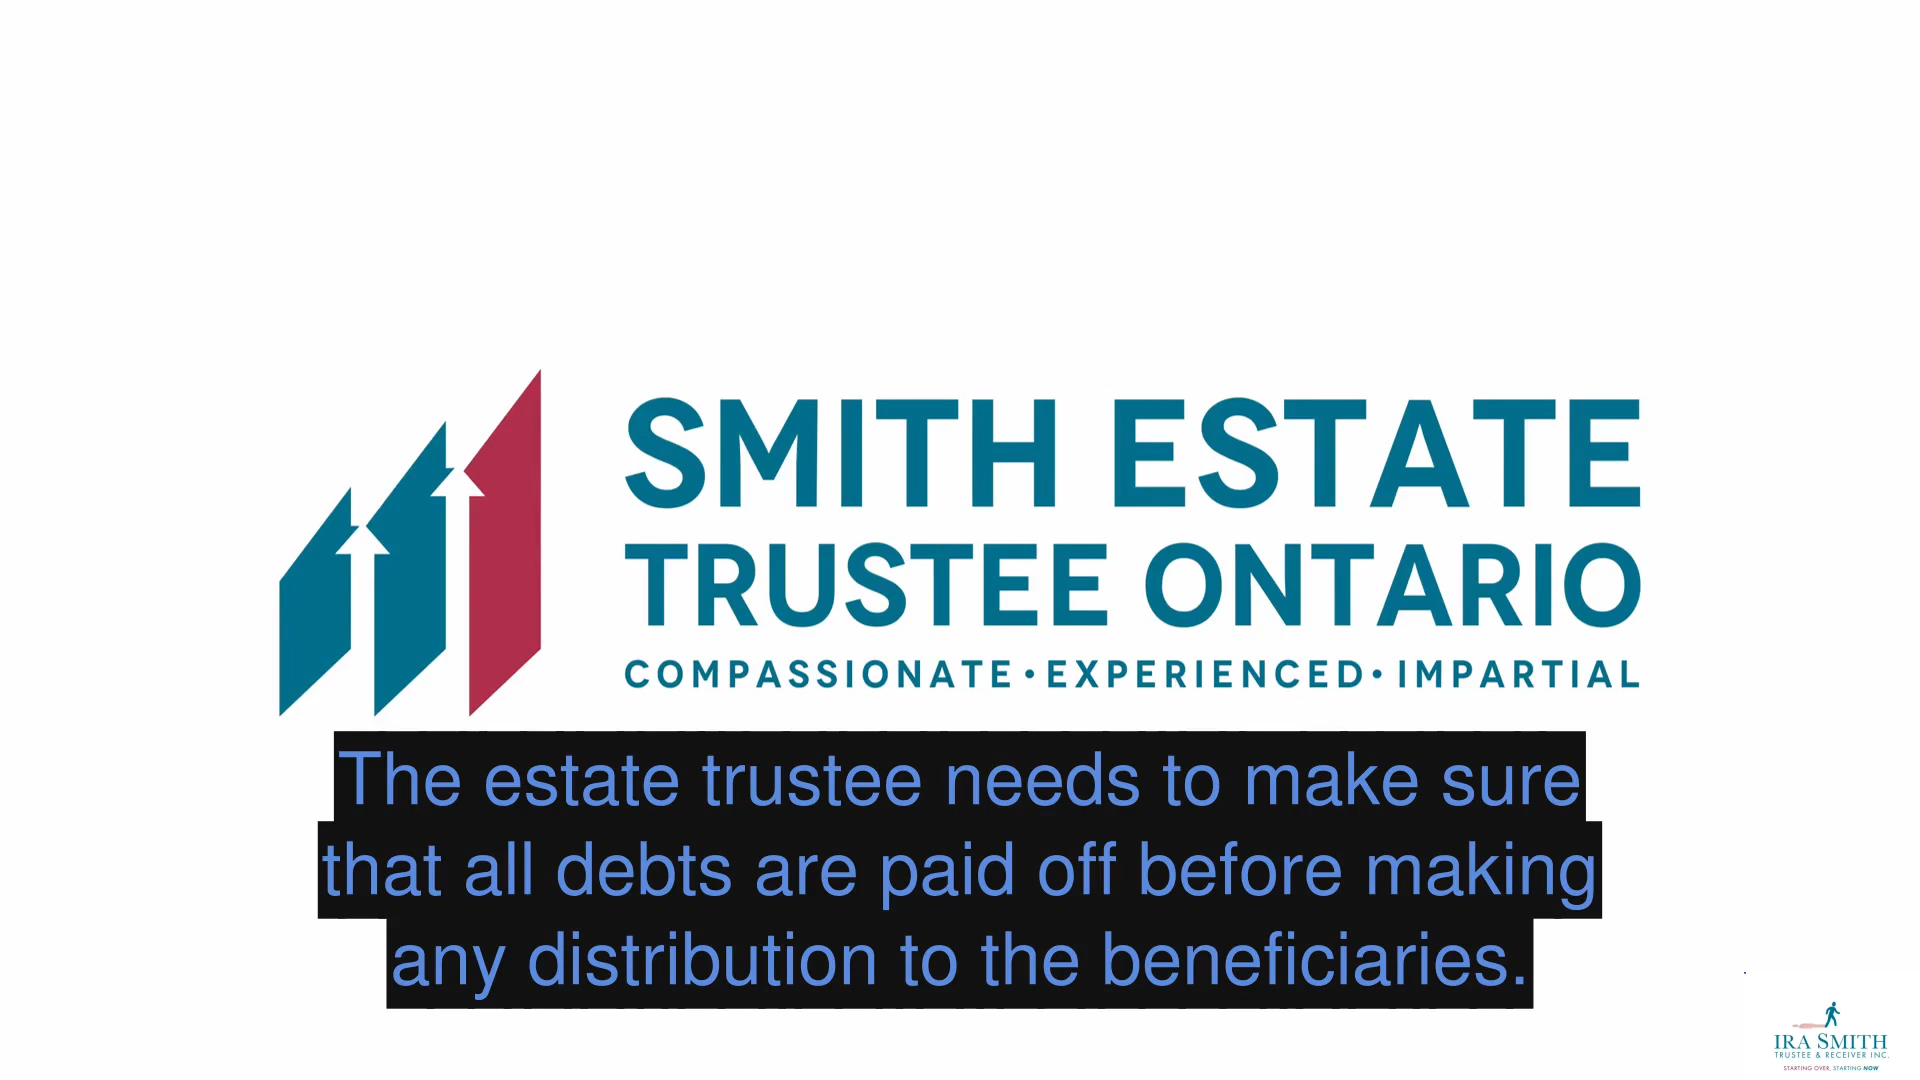 SMITH ESTATE
TRUSTEE ONTARIO
COMPASSIONATE • EXPERIENCED • IMPARTIAL
The estate trustee needs to make sure
that all debts are paid off before making
any distribution to the beneficiaries.
IRA SMITH
TRUSTEE & RECEIVER INC.
STARTING OVER, STARTING NOW